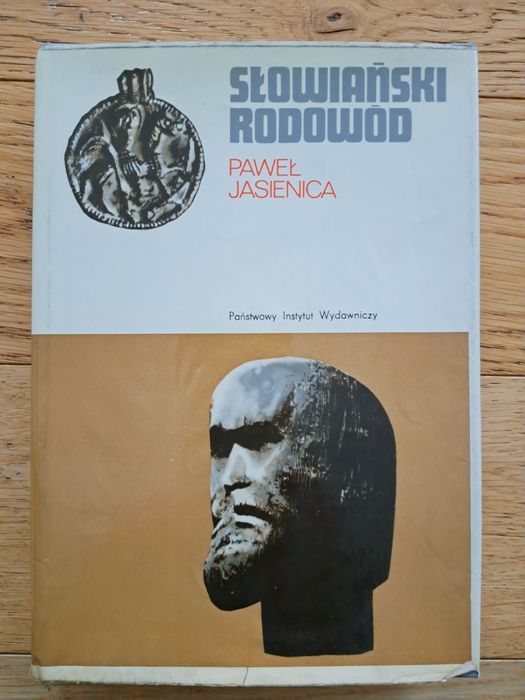 SŁOWIAŃSKI
RODOWÓD
PAWEŁ
JASIENICA
Państwowy Instytut Wydawniczy